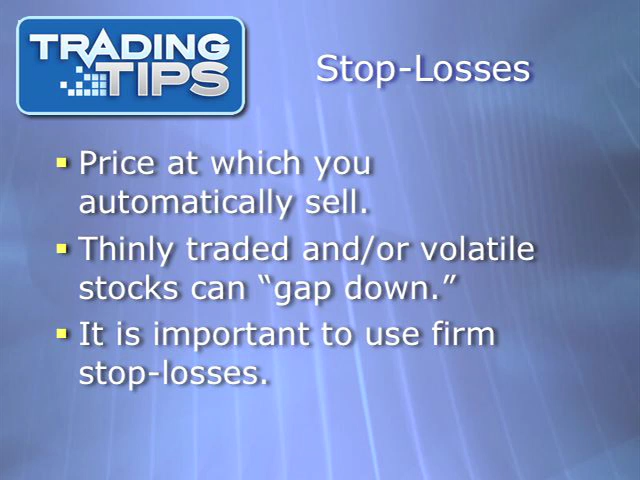 TRADING
TIPS
Stop-Losses
Price at which you
automatically sell.
Thinly traded and/or volatile
stocks can “gap down.”
It is important to use firm
stop-losses.